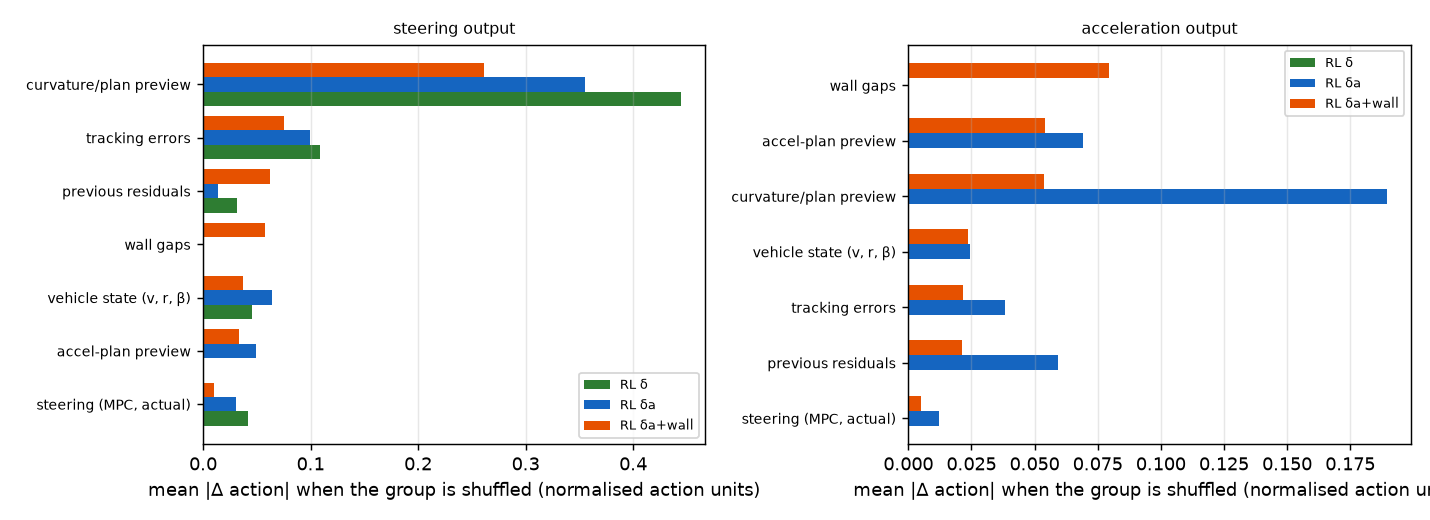 steering output
curvature/plan preview
tracking errors
previous residuals
wall gaps
vehicle state (v, r, β)
accel-plan preview
steering (MPC, actual)
RL δ
RL δa
RL δa+wall
0.0 0.1 0.2 0.3 0.4
mean |Δ action| when the group is shuffled (normalised action units)
acceleration output
wall gaps
accel-plan preview
curvature/plan preview
vehicle state (v, r, β)
tracking errors
previous residuals
steering (MPC, actual)
RL δ
RL δa
RL δa+wall
0.000 0.025 0.050 0.075 0.100 0.125 0.150 0.175
mean |Δ action| when the group is shuffled (normalised action